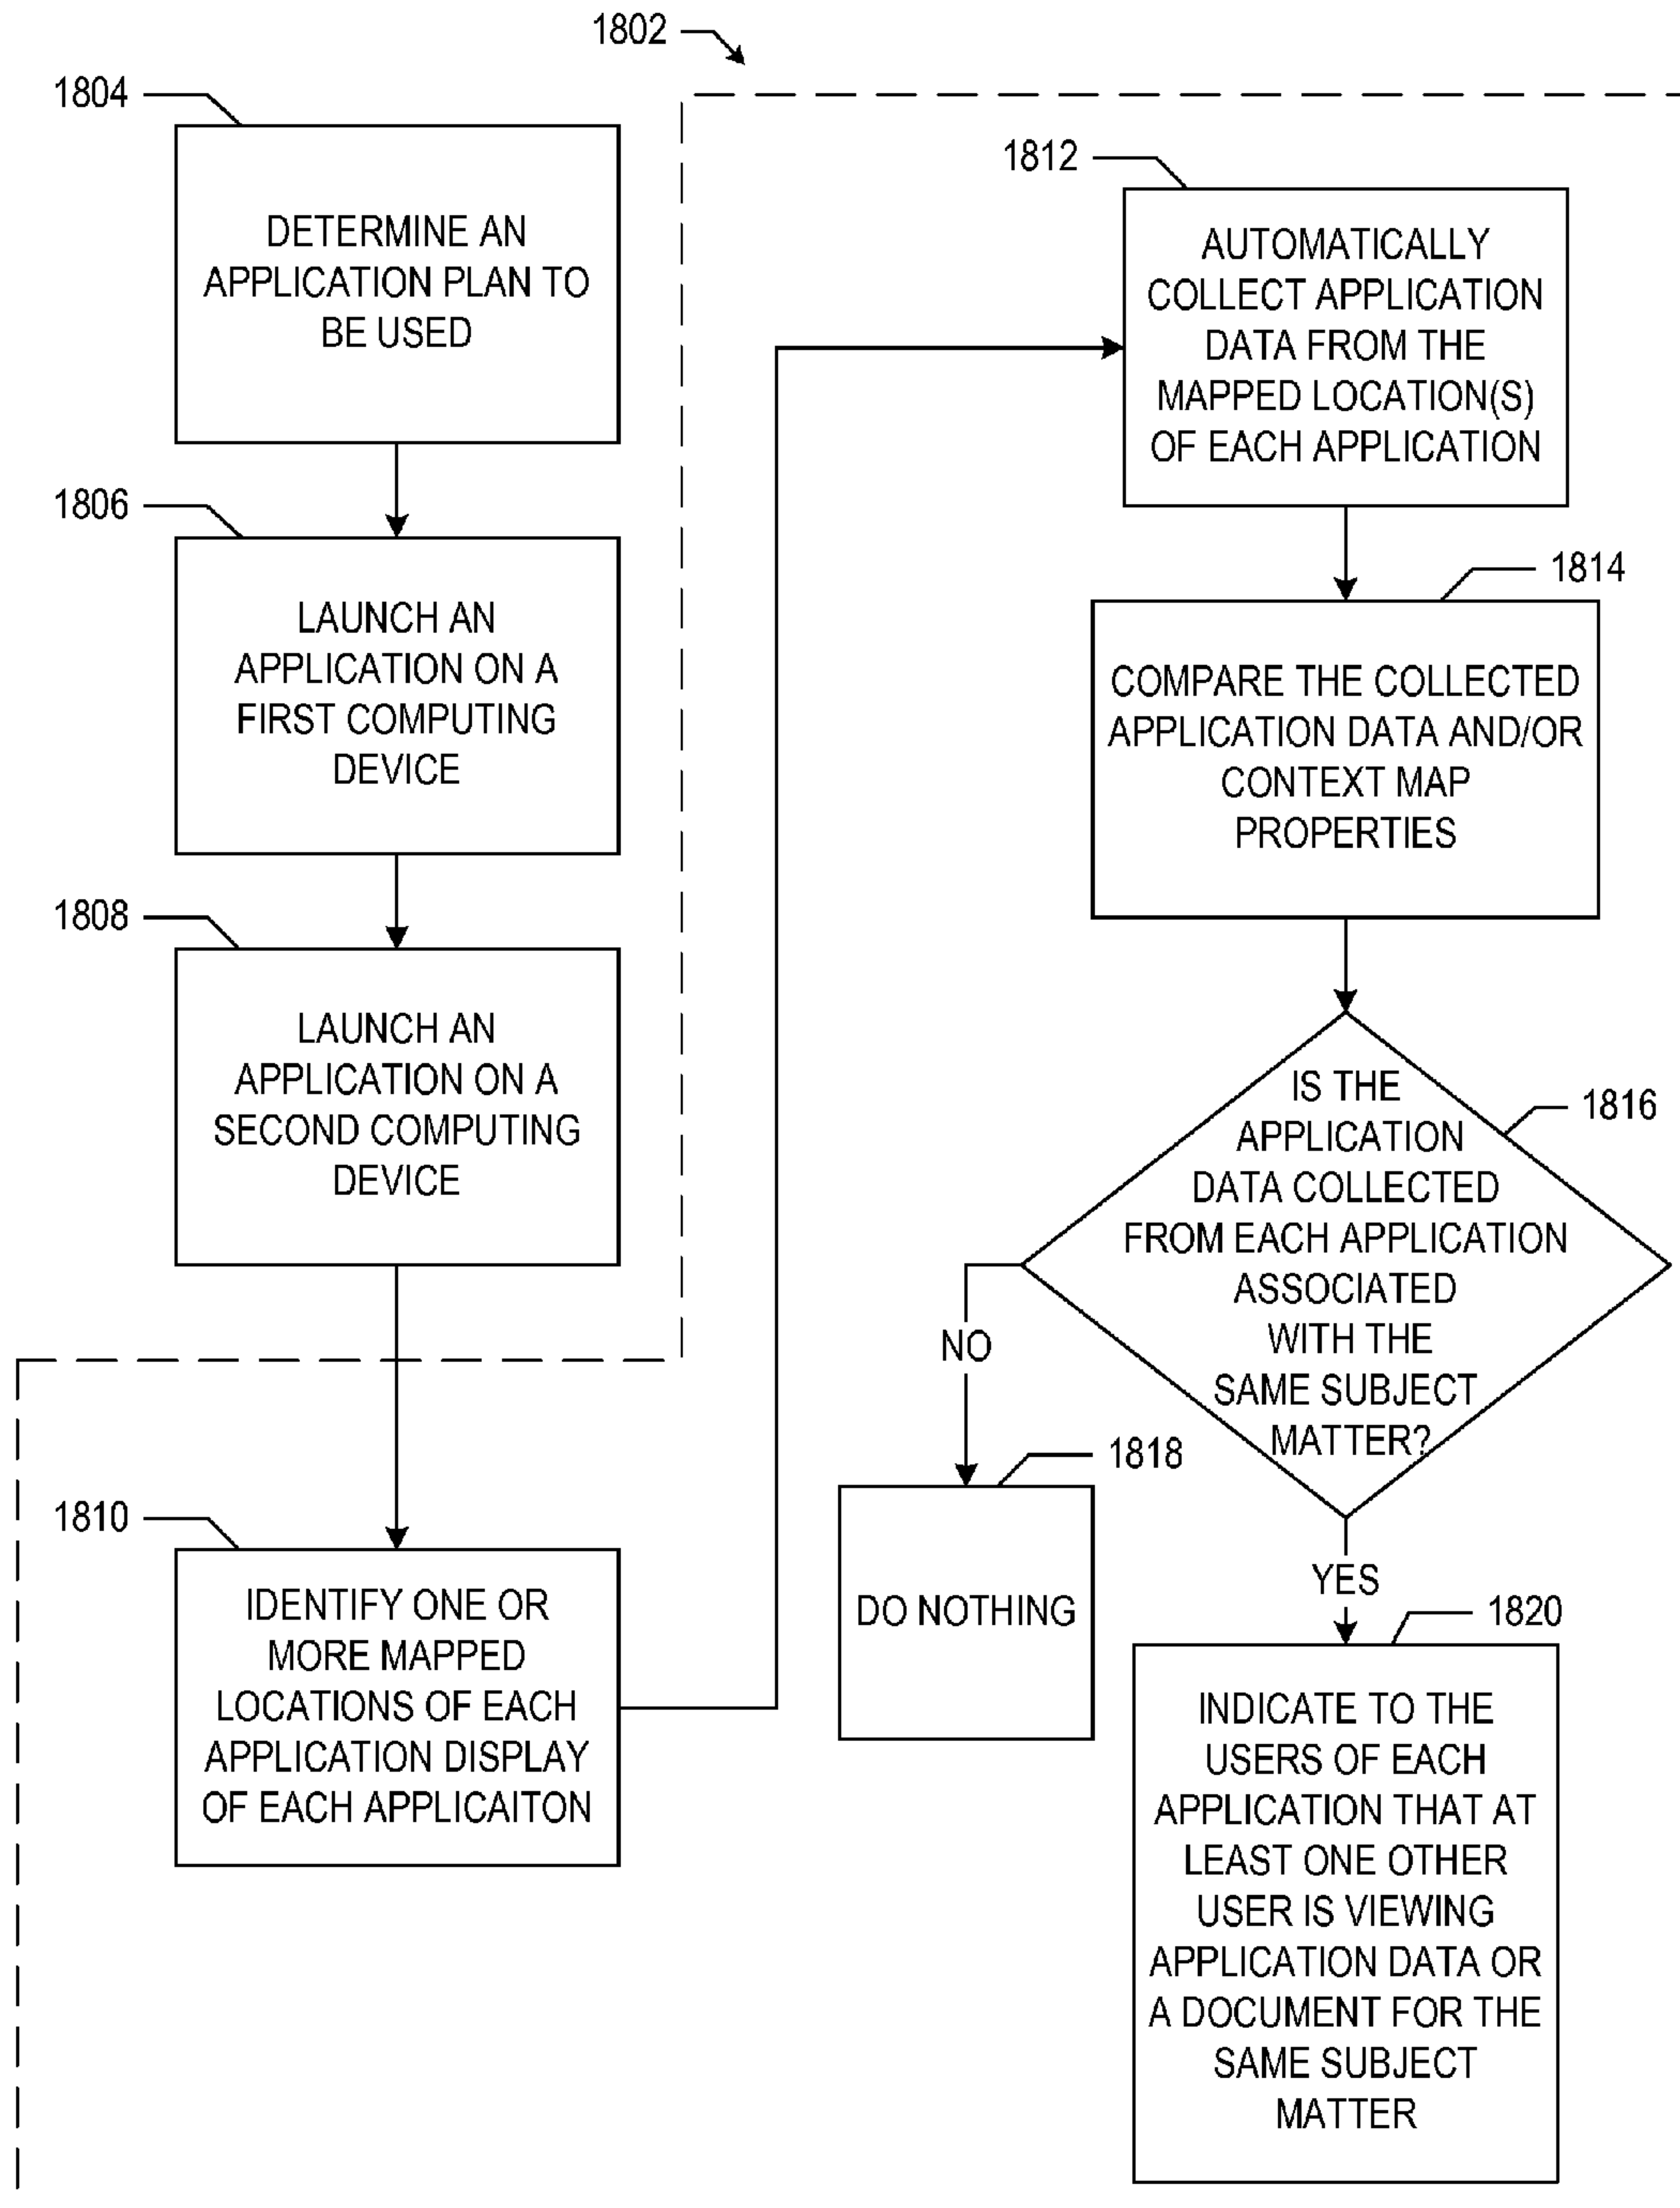 1802
1804
DETERMINE AN
APPLICATION PLAN TO
BE USED
1806
LAUNCH AN
APPLICATION ON A
FIRST COMPUTING
DEVICE
1808
LAUNCH AN
APPLICATION ON A
SECOND COMPUTING
DEVICE
1810
IDENTIFY ONE OR
MORE MAPPED
LOCATIONS OF EACH
APPLICATION DISPLAY
OF EACH APPLICAITON
1812
AUTOMATICALLY
COLLECT APPLICATION
DATA FROM THE
MAPPED LOCATION(S)
OF EACH APPLICATION
1814
COMPARE THE COLLECTED
APPLICATION DATA AND/OR
CONTEXT MAP
PROPERTIES
1816
IS THE
APPLICATION
DATA COLLECTED
FROM EACH APPLICATION
ASSOCIATED
WITH THE
SAME SUBJECT
MATTER?
NO
1818
DO NOTHING
YES
1820
INDICATE TO THE
USERS OF EACH
APPLICATION THAT AT
LEAST ONE OTHER
USER IS VIEWING
APPLICATION DATA OR
A DOCUMENT FOR THE
SAME SUBJECT
MATTER